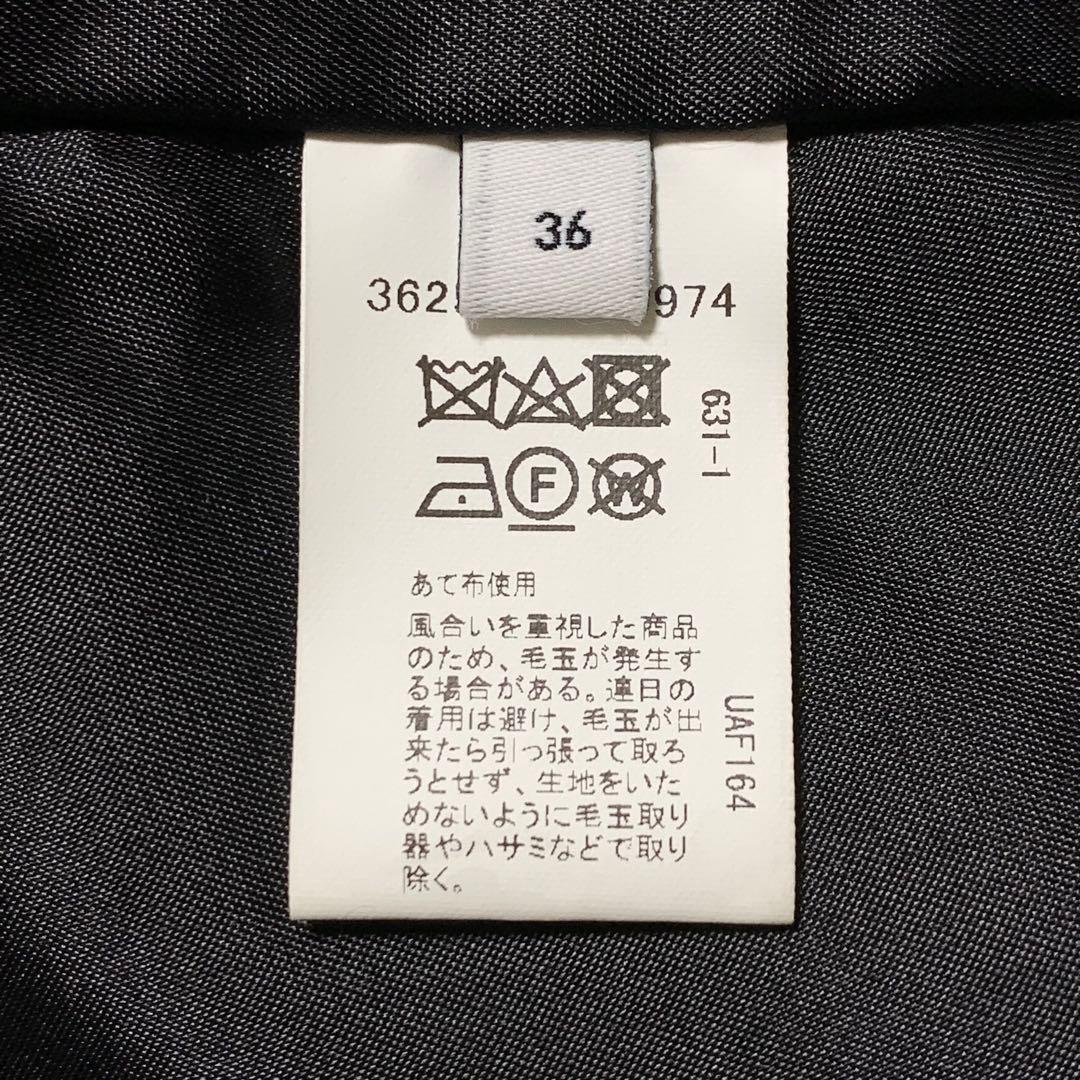 36
362 974
631-1
F
W
あて布使用
風合いを重視した商品
のため、毛玉が発生す
る場合がある。連日の
着用は避け、毛玉が出
来たら引っ張って取ろ
うとせず、生地をいた
めないように毛玉取り
器やハサミなどで取り
除く。
UAF164